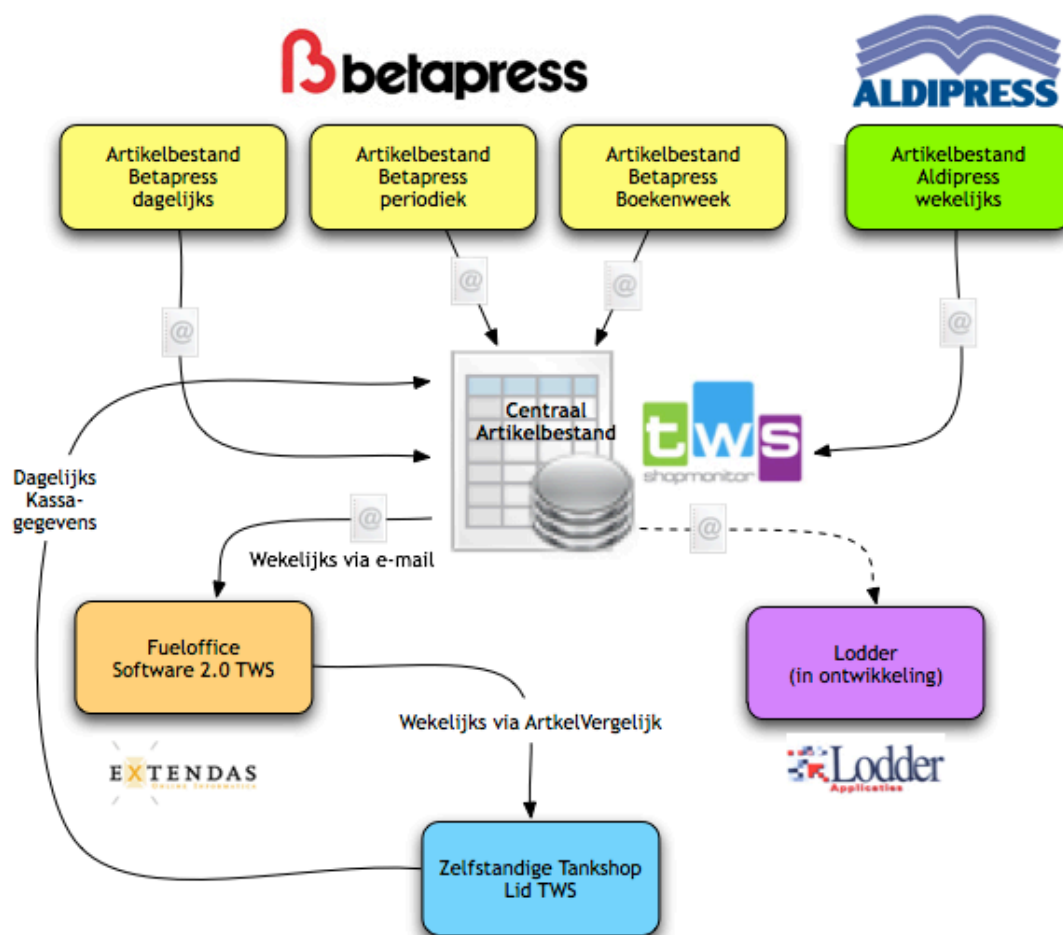 betapress
ALDIPRESS
Artikelbestand
Betapress
dagelijks
Artikelbestand
Betapress
periodiek
Artikelbestand
Betapress
Boekenweek
Artikelbestand
Aldipress
wekelijks
@
@
@
@
Centraal
Artikelbestand
tws
shopmonitor
Dagelijks
Kassa-
gegevens
@
@
Wekelijks via e-mail
Fueloffice
Software 2.0 TWS
Lodder
(in ontwikkeling)
Wekelijks via ArtkelVergelijk
EXTENDAS
ONLINE INFORMATICA
Lodder
Applicaties
Zelfstandige Tankshop
Lid TWS